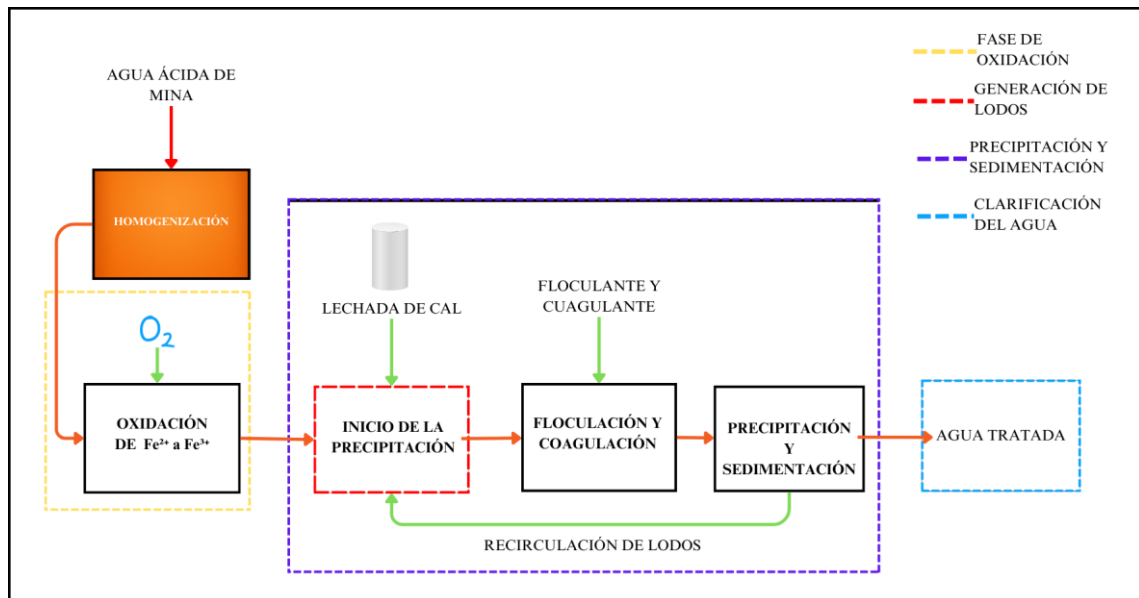 AGUA ÁCIDA DE
MINA
HOMOGENIZACIÓN
O₂
OXIDACIÓN
DE Fe²⁺ a Fe³⁺
LECHADA DE CAL
INICIO DE LA
PRECIPITACIÓN
FLOCULANTE Y
CUAGULANTE
FLOCULACIÓN Y
COAGULACIÓN
PRECIPITACIÓN
Y
SEDIMENTACIÓN
RECIRCULACIÓN DE LODOS
AGUA TRATADA
FASE DE
OXIDACIÓN
GENERACIÓN DE
LODOS
PRECIPITACIÓN Y
SEDIMENTACIÓN
CLARIFICACIÓN
DEL AGUA